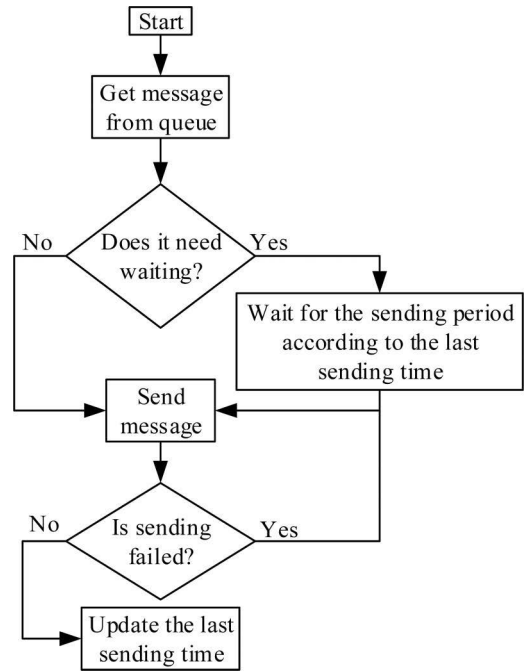 Start
Get message
from queue
Does it need
waiting?
No
Yes
Wait for the sending period
according to the last
sending time
Send
message
Is sending
failed?
No
Yes
Update the last
sending time